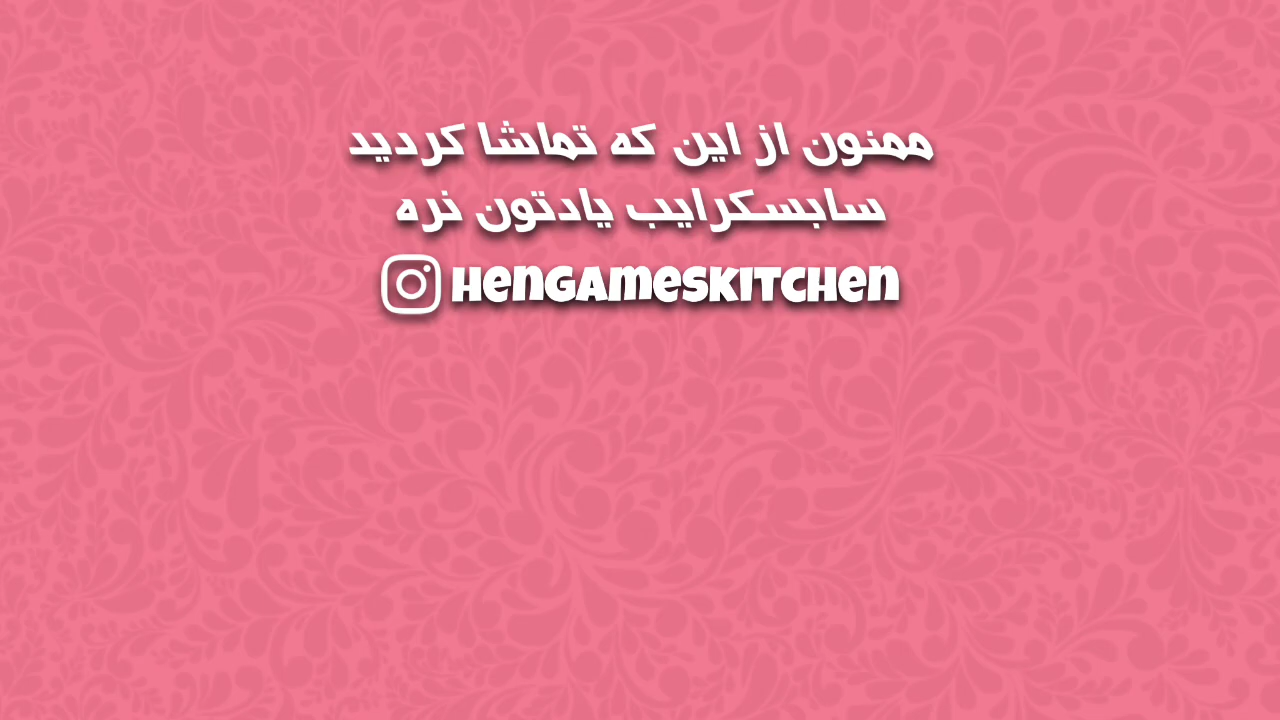 ممنون از این که تماشا کردید
سابسکرایب یادتون نره
HENGAMESKITCHEN